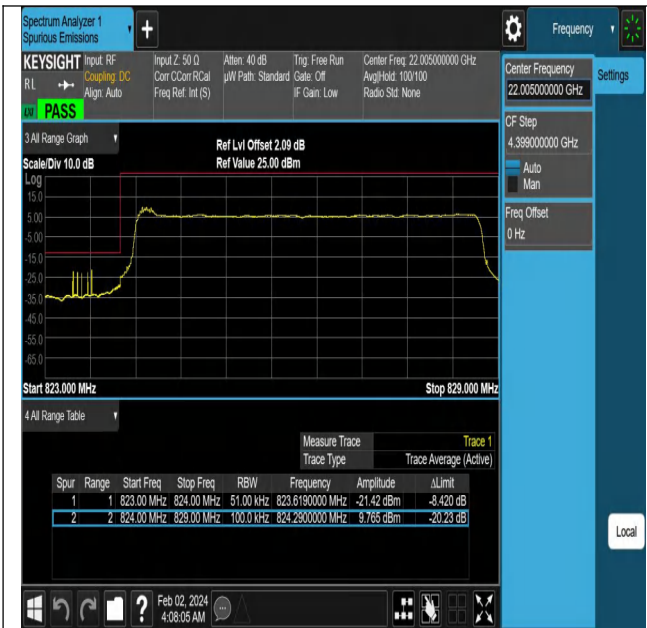 Spectrum Analyzer 1
Spurious Emissions
Frequency
KEYSIGHT
RL
Input: RF
Coupling: DC
Align: Auto
Input Z: 50 Ω
Corr CCorr RCal
Freq Ref: Int (S)
Atten: 40 dB
µW Path: Standard
Trig: Free Run
Gate: Off
IF Gain: Low
Center Freq: 22.005000000 GHz
Avg|Hold: 100/100
Radio Std: None
PASS
Center Frequency
22.005000000 GHz
Settings
CF Step
4.399000000 GHz
Auto
Man
Freq Offset
0 Hz
3 All Range Graph
Scale/Div 10.0 dB
Ref Lvl Offset 2.09 dB
Ref Value 25.00 dBm
Log
15.0
5.00
-5.00
-15.0
-25.0
-35.0
-45.0
-55.0
-65.0
Start 823.000 MHz
Stop 829.000 MHz
4 All Range Table
Measure Trace Trace 1
Trace Type Trace Average (Active)
Spur Range Start Freq Stop Freq RBW Frequency Amplitude ΔLimit
1 1 823.00 MHz 824.00 MHz 51.00 kHz 823.6190000 MHz -21.42 dBm -8.420 dB
2 2 824.00 MHz 829.00 MHz 100.0 kHz 824.2900000 MHz 9.765 dBm -20.23 dB
Local
?
Feb 02, 2024
4:08:05 AM